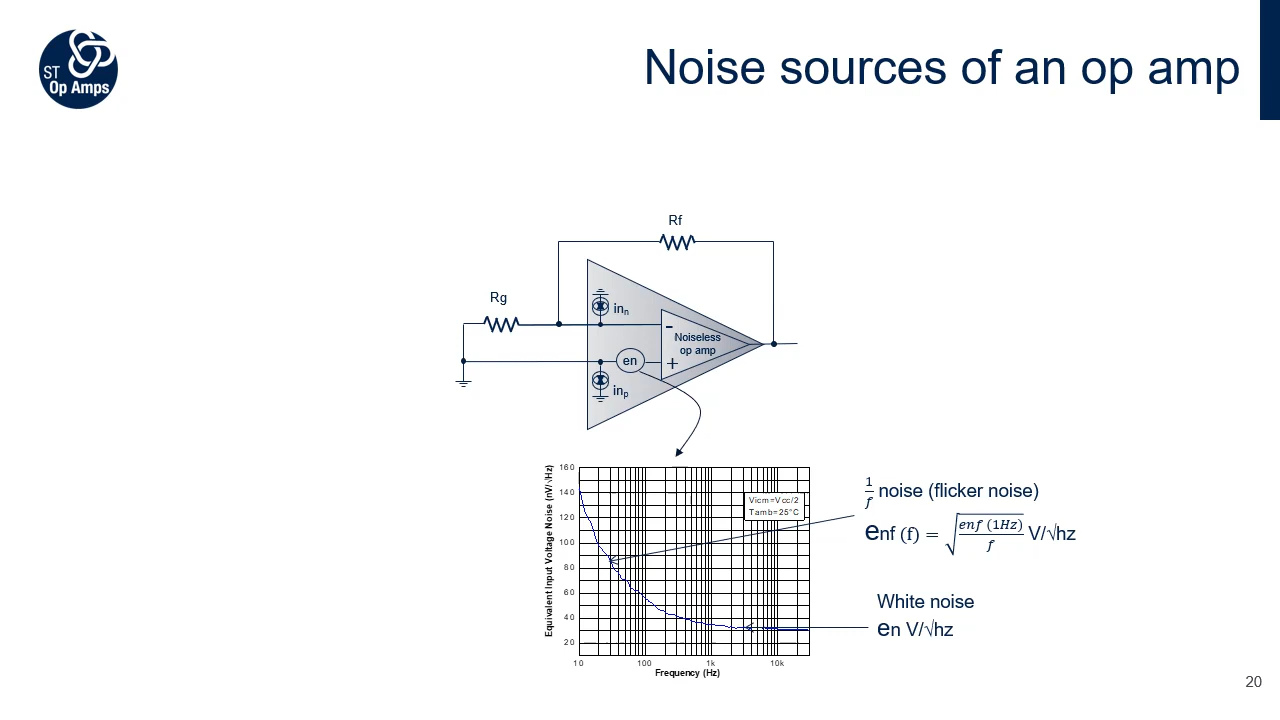 ST
Op Amps
Noise sources of an op amp
Rf
Rg
inn
-
Noiseless
op amp
en
+
inp
Equivalent Input Voltage Noise (nV/√Hz)
160
140
120
100
80
60
40
20
Vicm=Vcc/2
Tamb=25°C
10 100 1k 10k
Frequency (Hz)
1/f noise (flicker noise)
enf (f) = √(enf (1Hz)/f) V/√hz
White noise
en V/√hz
20